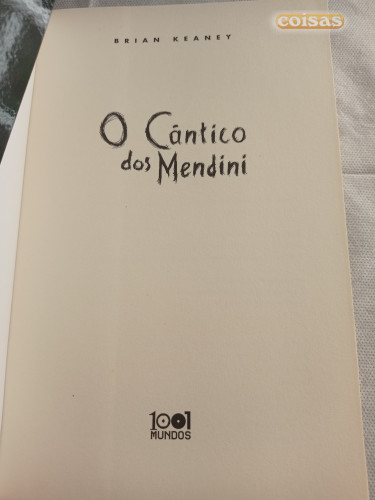 coisas
BRIAN KEANEY
O Cântico
dos Mendini
1001
MUNDOS